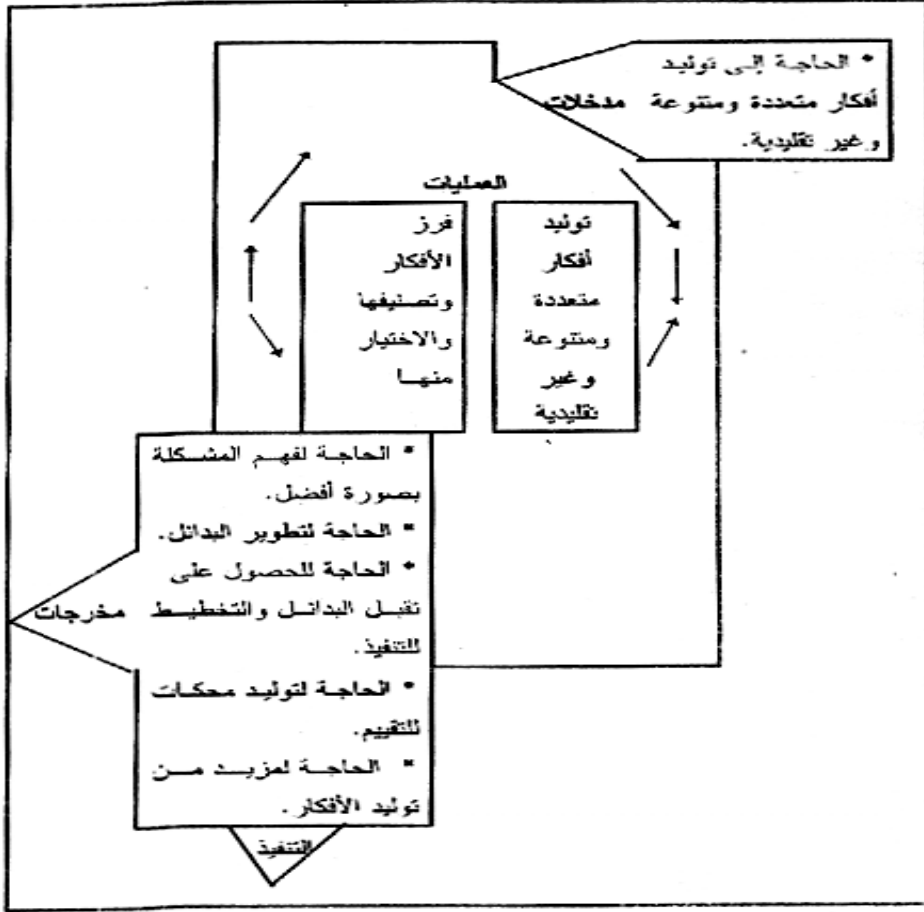 * الحاجة إلى توليد
أفكار متعددة ومتنوعة مدخلات
وغير تقليدية.
العمليات
توليد
أفكار
متعددة
ومتنوعة
وغير
تقليدية
فرز
الأفكار
وتصنيفها
والاختيار
منها
* الحاجة لفهم المشكلة
بصورة أفضل.
* الحاجة لتطوير البدائل.
* الحاجة للحصول على
تقبل البدائل والتخطيط مخرجات
للتنفيذ.
* الحاجة لتوليد محكات
للتقييم.
* الحاجة لمزيد من
توليد الأفكار.
التنفيذ